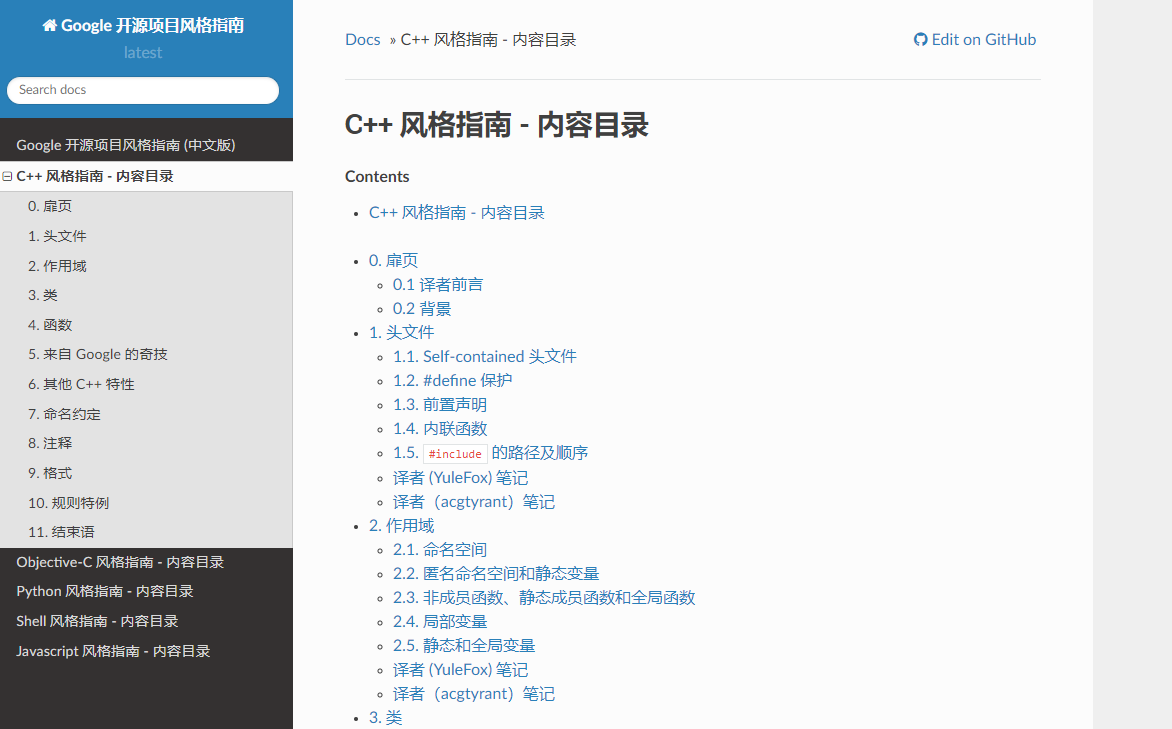 Google 开源项目风格指南
latest
Search docs
Google 开源项目风格指南 (中文版)
C++ 风格指南 - 内容目录
0. 扉页
1. 头文件
2. 作用域
3. 类
4. 函数
5. 来自 Google 的奇技
6. 其他 C++ 特性
7. 命名约定
8. 注释
9. 格式
10. 规则特例
11. 结束语
Objective-C 风格指南 - 内容目录
Python 风格指南 - 内容目录
Shell 风格指南 - 内容目录
Javascript 风格指南 - 内容目录
Docs » C++ 风格指南 - 内容目录
Edit on GitHub
C++ 风格指南 - 内容目录
Contents
C++ 风格指南 - 内容目录
0. 扉页
0.1 译者前言
0.2 背景
1. 头文件
1.1. Self-contained 头文件
1.2. #define 保护
1.3. 前置声明
1.4. 内联函数
1.5. #include 的路径及顺序
译者 (YuleFox) 笔记
译者（acgtyrant）笔记
2. 作用域
2.1. 命名空间
2.2. 匿名命名空间和静态变量
2.3. 非成员函数、静态成员函数和全局函数
2.4. 局部变量
2.5. 静态和全局变量
译者 (YuleFox) 笔记
译者（acgtyrant）笔记
3. 类